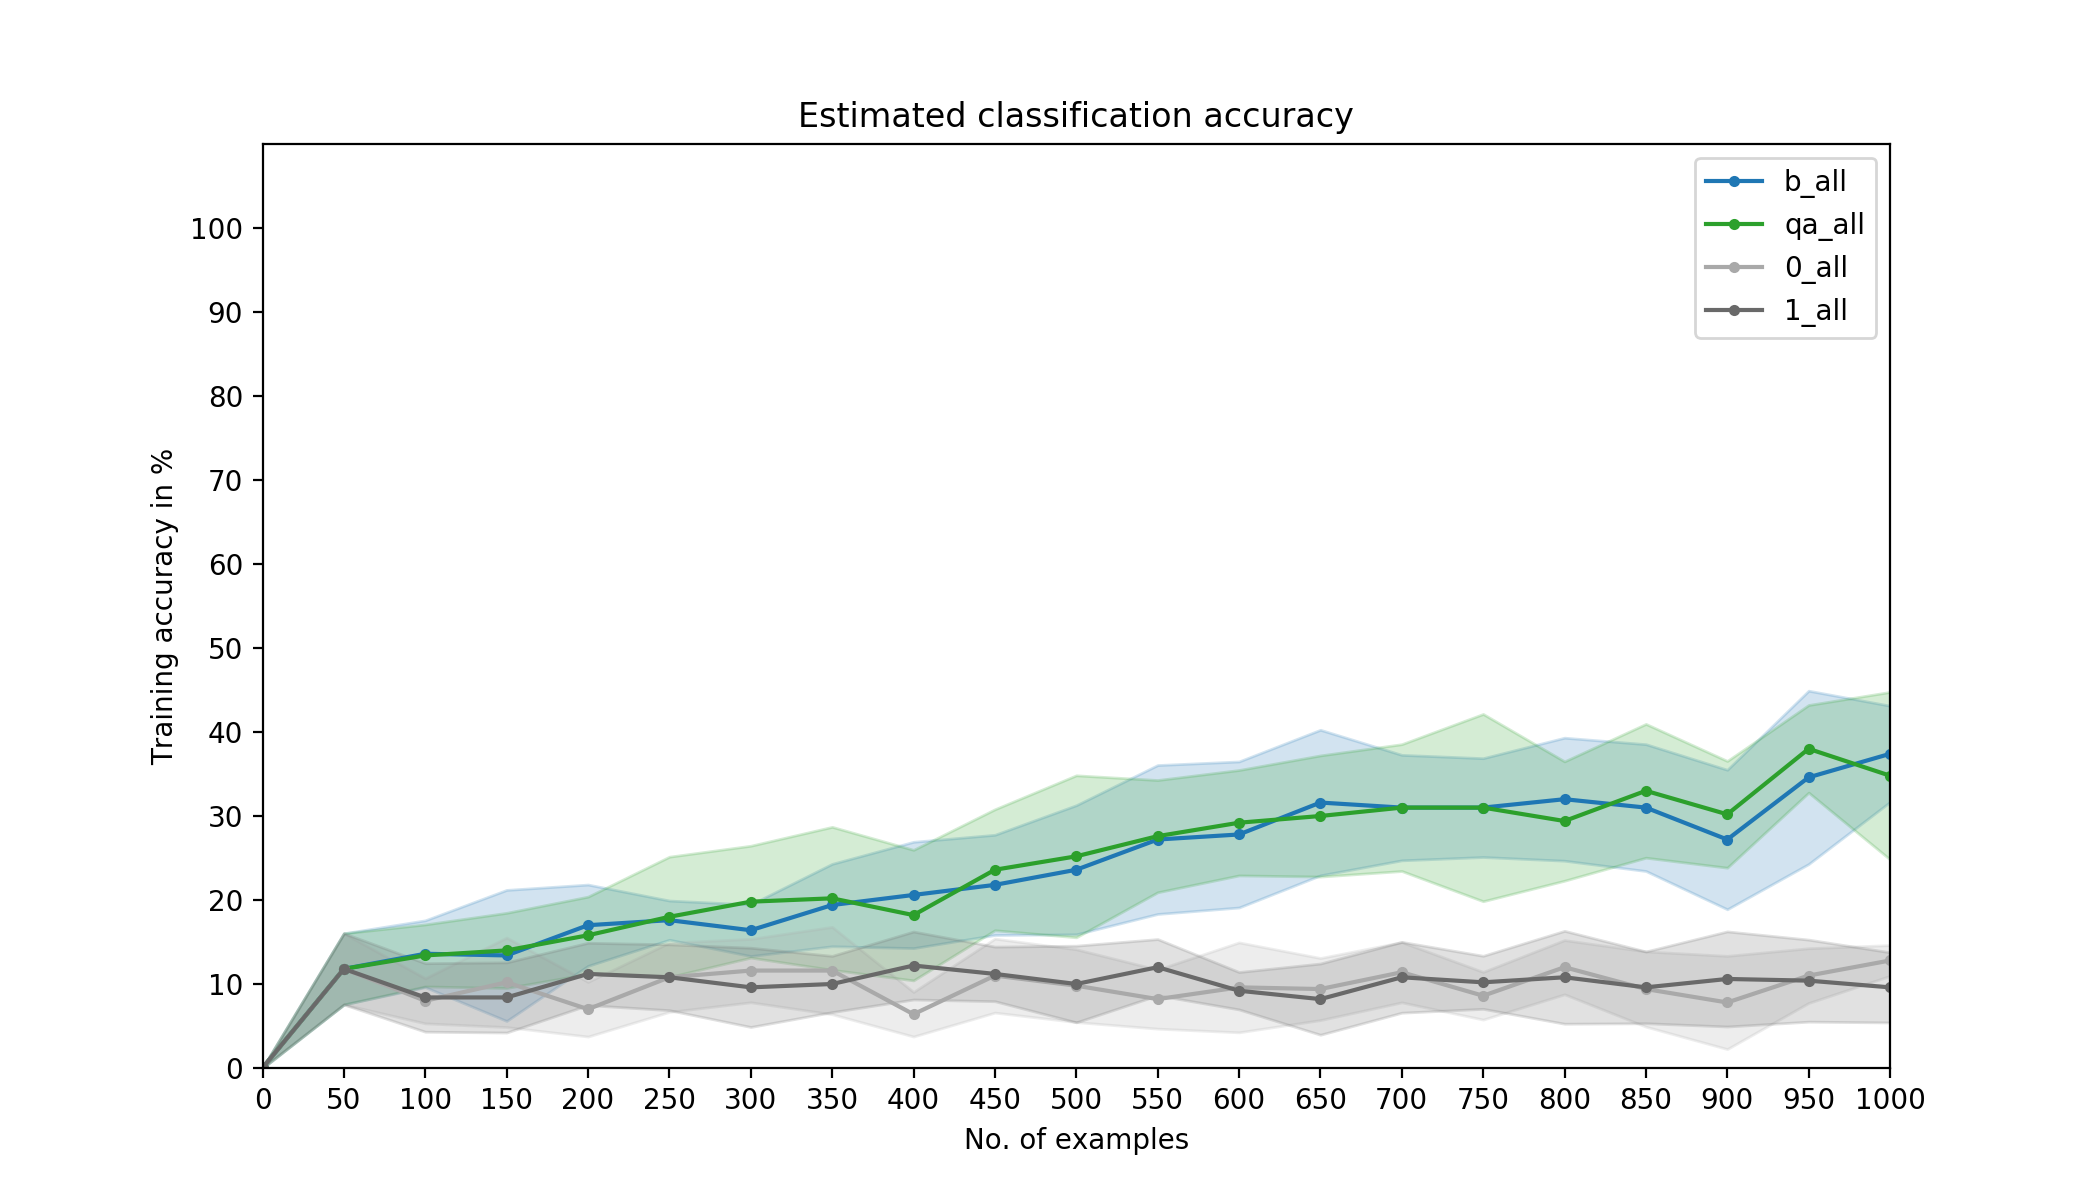 Estimated classification accuracy
b_all
qa_all
0_all
1_all
100
90
80
70
60
50
40
30
20
10
0
Training accuracy in %
0 50 100 150 200 250 300 350 400 450 500 550 600 650 700 750 800 850 900 950 1000
No. of examples